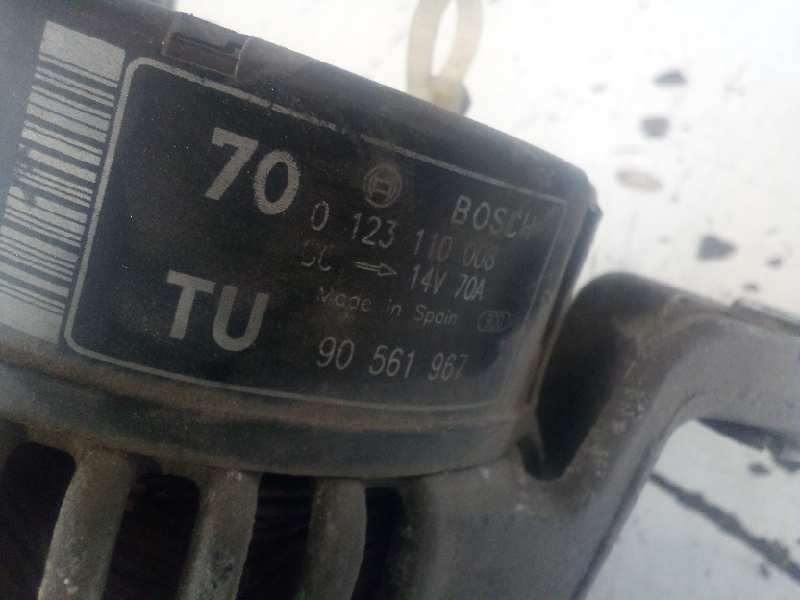 70 BOSCH
0 123 110 008
14V 70A
TU Made in Spain
90 561 967